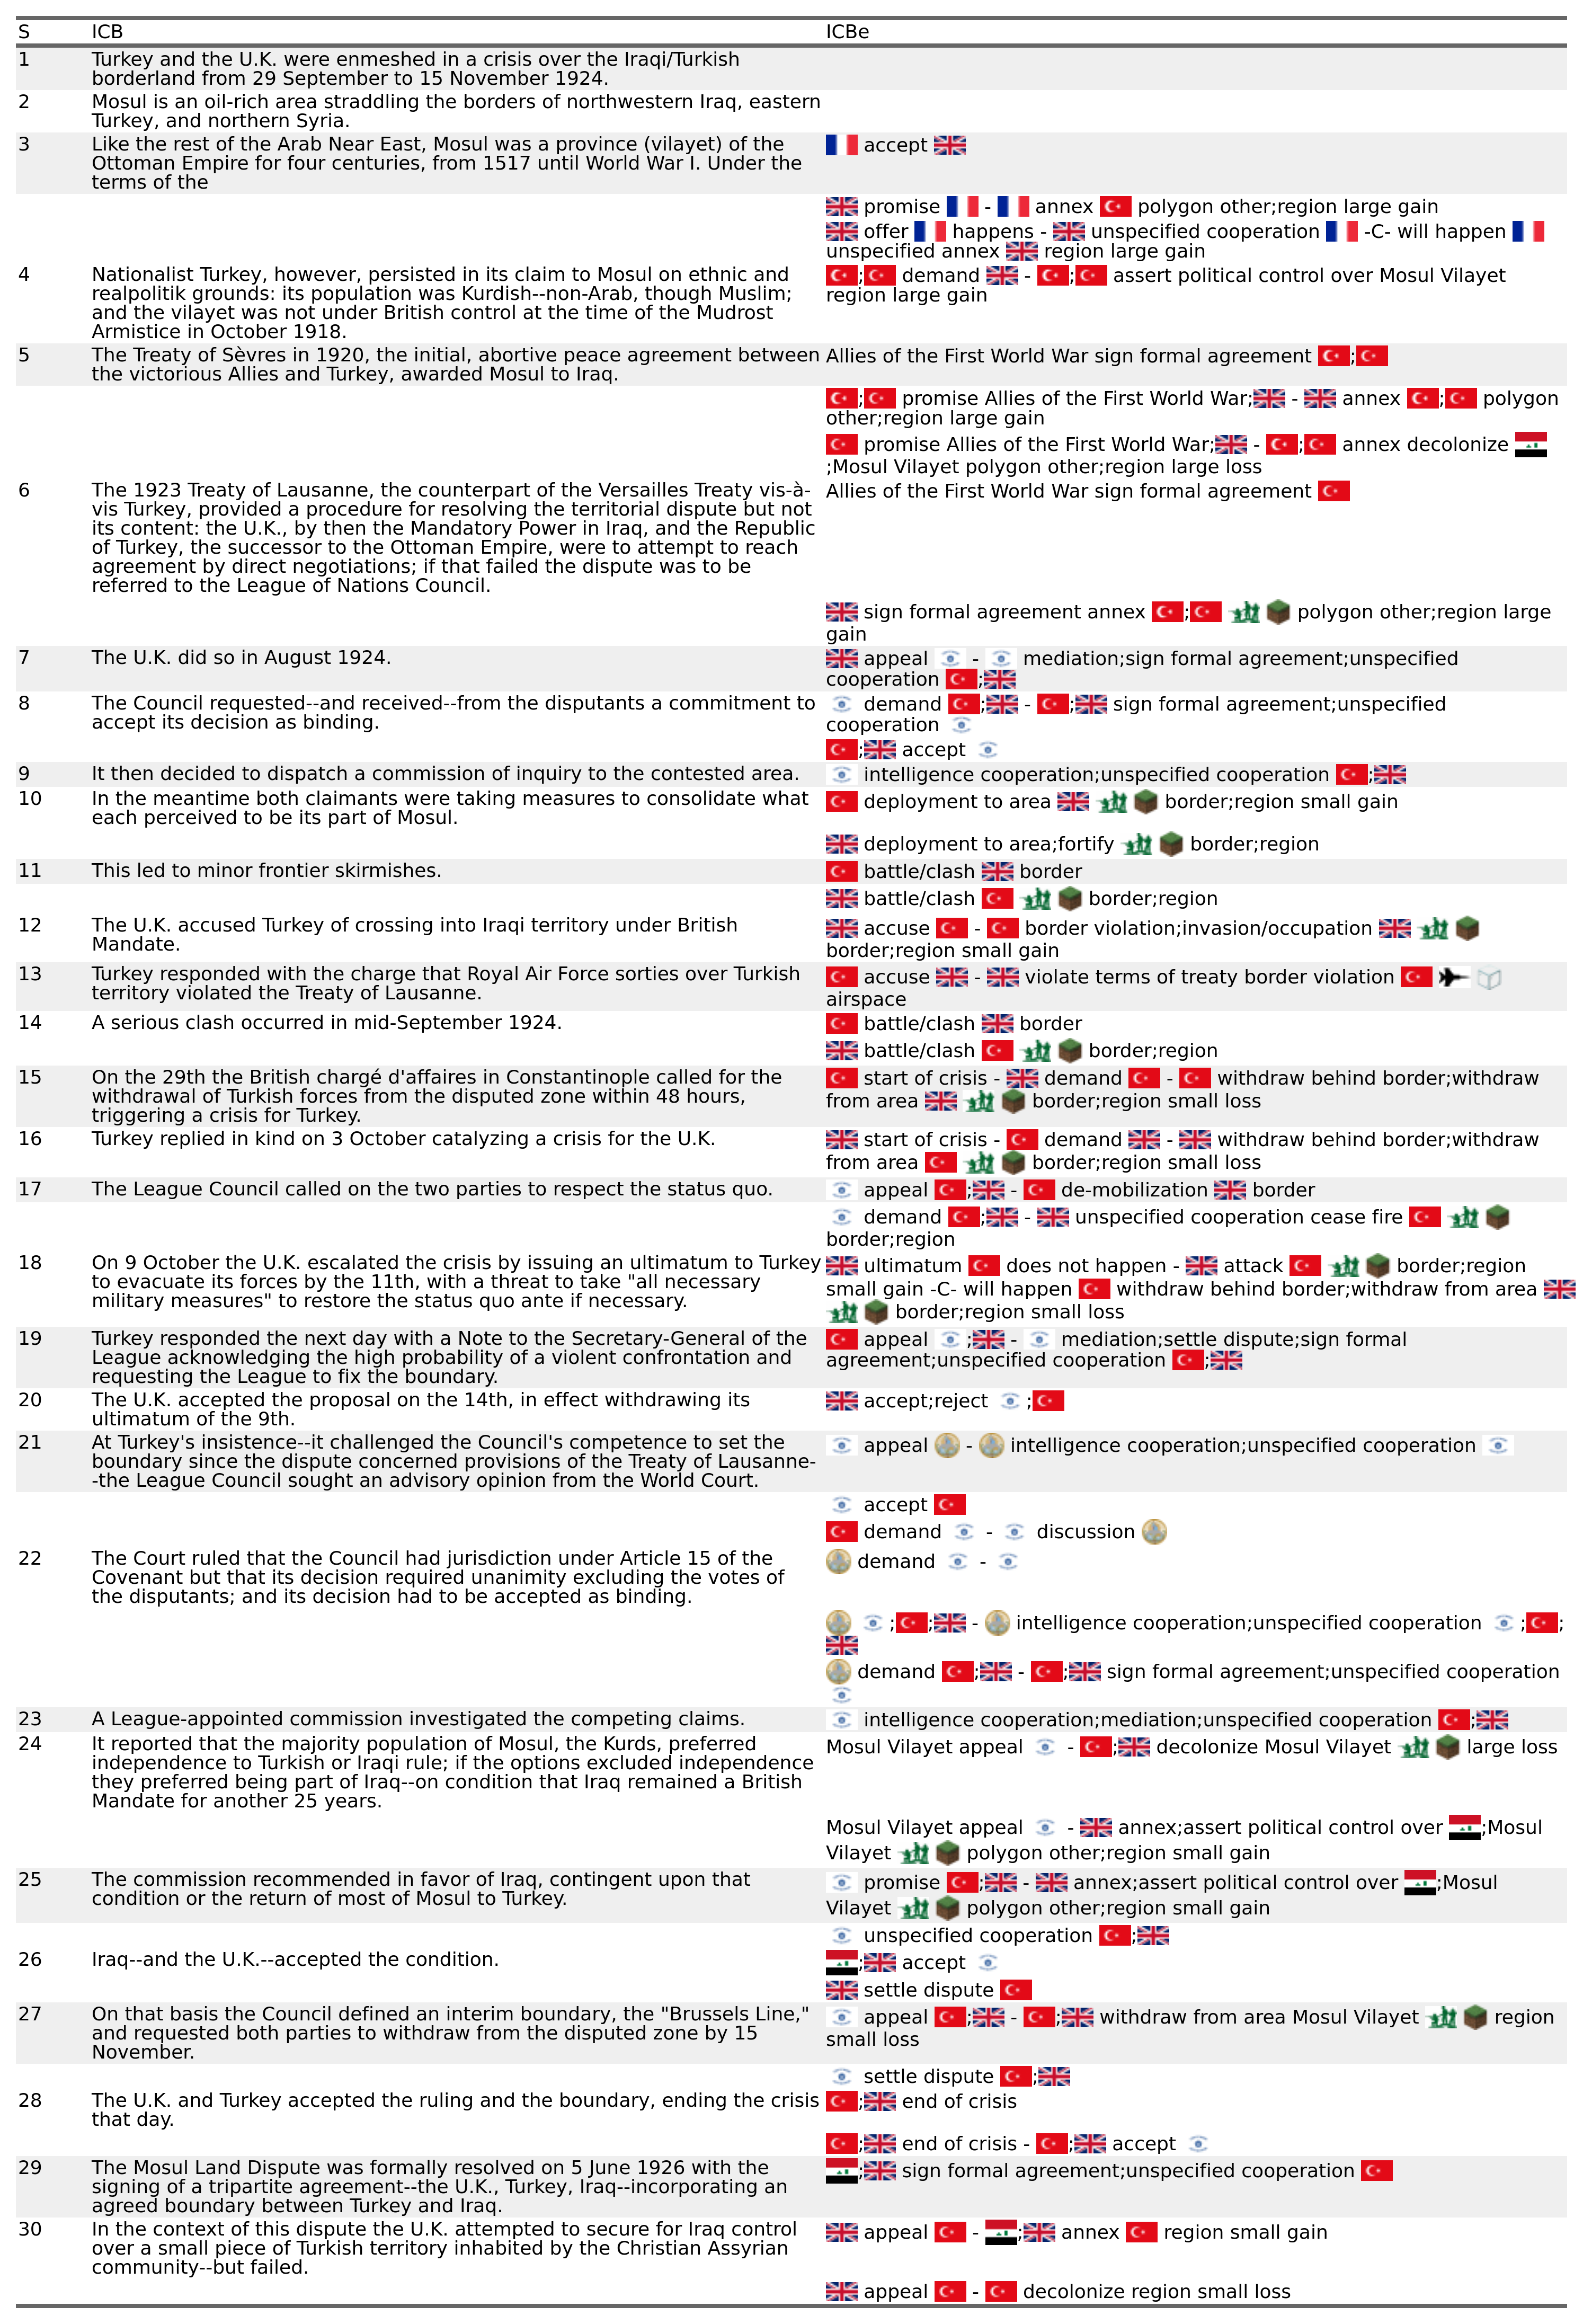 S ICB ICBe
1 Turkey and the U.K. were enmeshed in a crisis over the Iraqi/Turkish
borderland from 29 September to 15 November 1924.
2 Mosul is an oil-rich area straddling the borders of northwestern Iraq, eastern
Turkey, and northern Syria.
3 Like the rest of the Arab Near East, Mosul was a province (vilayet) of the
Ottoman Empire for four centuries, from 1517 until World War I. Under the
terms of the
accept
promise - annex polygon other;region large gain
offer happens - unspecified cooperation -C- will happen
unspecified annex region large gain
4 Nationalist Turkey, however, persisted in its claim to Mosul on ethnic and
realpolitik grounds: its population was Kurdish--non-Arab, though Muslim;
and the vilayet was not under British control at the time of the Mudrost
Armistice in October 1918.
; demand - ; assert political control over Mosul Vilayet
region large gain
5 The Treaty of Sèvres in 1920, the initial, abortive peace agreement between
the victorious Allies and Turkey, awarded Mosul to Iraq.
Allies of the First World War sign formal agreement ;
; promise Allies of the First World War; - annex ; polygon
other;region large gain
promise Allies of the First World War; - ; annex decolonize
;Mosul Vilayet polygon other;region large loss
6 The 1923 Treaty of Lausanne, the counterpart of the Versailles Treaty vis-à-
vis Turkey, provided a procedure for resolving the territorial dispute but not
its content: the U.K., by then the Mandatory Power in Iraq, and the Republic
of Turkey, the successor to the Ottoman Empire, were to attempt to reach
agreement by direct negotiations; if that failed the dispute was to be
referred to the League of Nations Council.
Allies of the First World War sign formal agreement
sign formal agreement annex ; polygon other;region large
gain
7 The U.K. did so in August 1924.
appeal - mediation;sign formal agreement;unspecified
cooperation ;
8 The Council requested--and received--from the disputants a commitment to
accept its decision as binding.
demand ; - ; sign formal agreement;unspecified
cooperation
; accept
9 It then decided to dispatch a commission of inquiry to the contested area.
intelligence cooperation;unspecified cooperation ;
10 In the meantime both claimants were taking measures to consolidate what
each perceived to be its part of Mosul.
deployment to area border;region small gain
deployment to area;fortify border;region
11 This led to minor frontier skirmishes.
battle/clash border
battle/clash border;region
12 The U.K. accused Turkey of crossing into Iraqi territory under British
Mandate.
accuse - border violation;invasion/occupation
border;region small gain
13 Turkey responded with the charge that Royal Air Force sorties over Turkish
territory violated the Treaty of Lausanne.
accuse - violate terms of treaty border violation
airspace
14 A serious clash occurred in mid-September 1924.
battle/clash border
battle/clash border;region
15 On the 29th the British chargé d'affaires in Constantinople called for the
withdrawal of Turkish forces from the disputed zone within 48 hours,
triggering a crisis for Turkey.
start of crisis - demand - withdraw behind border;withdraw
from area border;region small loss
16 Turkey replied in kind on 3 October catalyzing a crisis for the U.K.
start of crisis - demand - withdraw behind border;withdraw
from area border;region small loss
17 The League Council called on the two parties to respect the status quo.
appeal ; - de-mobilization border
demand ; - unspecified cooperation cease fire
border;region
18 On 9 October the U.K. escalated the crisis by issuing an ultimatum to Turkey
to evacuate its forces by the 11th, with a threat to take "all necessary
military measures" to restore the status quo ante if necessary.
ultimatum does not happen - attack border;region
small gain -C- will happen withdraw behind border;withdraw from area
border;region small loss
19 Turkey responded the next day with a Note to the Secretary-General of the
League acknowledging the high probability of a violent confrontation and
requesting the League to fix the boundary.
appeal ; - mediation;settle dispute;sign formal
agreement;unspecified cooperation ;
20 The U.K. accepted the proposal on the 14th, in effect withdrawing its
ultimatum of the 9th.
accept;reject ;
21 At Turkey's insistence--it challenged the Council's competence to set the
boundary since the dispute concerned provisions of the Treaty of Lausanne-
-the League Council sought an advisory opinion from the World Court.
appeal - intelligence cooperation;unspecified cooperation
accept
demand - discussion
22 The Court ruled that the Council had jurisdiction under Article 15 of the
Covenant but that its decision required unanimity excluding the votes of
the disputants; and its decision had to be accepted as binding.
demand -
; ; - intelligence cooperation;unspecified cooperation ; ;
demand ; - ; sign formal agreement;unspecified cooperation
23 A League-appointed commission investigated the competing claims.
intelligence cooperation;mediation;unspecified cooperation ;
24 It reported that the majority population of Mosul, the Kurds, preferred
independence to Turkish or Iraqi rule; if the options excluded independence
they preferred being part of Iraq--on condition that Iraq remained a British
Mandate for another 25 years.
Mosul Vilayet appeal - ; decolonize Mosul Vilayet large loss
Mosul Vilayet appeal - annex;assert political control over ;Mosul
Vilayet polygon other;region small gain
25 The commission recommended in favor of Iraq, contingent upon that
condition or the return of most of Mosul to Turkey.
promise ; - annex;assert political control over ;Mosul
Vilayet polygon other;region small gain
unspecified cooperation ;
26 Iraq--and the U.K.--accepted the condition.
; accept
settle dispute
27 On that basis the Council defined an interim boundary, the "Brussels Line,"
and requested both parties to withdraw from the disputed zone by 15
November.
appeal ; - ; withdraw from area Mosul Vilayet region
small loss
settle dispute ;
28 The U.K. and Turkey accepted the ruling and the boundary, ending the crisis
that day.
; end of crisis
; end of crisis - ; accept
29 The Mosul Land Dispute was formally resolved on 5 June 1926 with the
signing of a tripartite agreement--the U.K., Turkey, Iraq--incorporating an
agreed boundary between Turkey and Iraq.
; sign formal agreement;unspecified cooperation
30 In the context of this dispute the U.K. attempted to secure for Iraq control
over a small piece of Turkish territory inhabited by the Christian Assyrian
community--but failed.
appeal - ; annex region small gain
appeal - decolonize region small loss